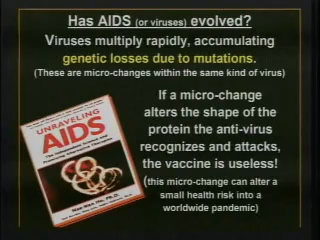 Has AIDS (or viruses) evolved?
Viruses multiply rapidly, accumulating
genetic losses due to mutations.
(These are micro-changes within the same kind of virus)
If a micro-change
alters the shape of the
protein the anti-virus
recognizes and attacks,
the vaccine is useless!
(this micro-change can alter a
small health risk into a
worldwide pandemic)
UNRAVELING
AIDS